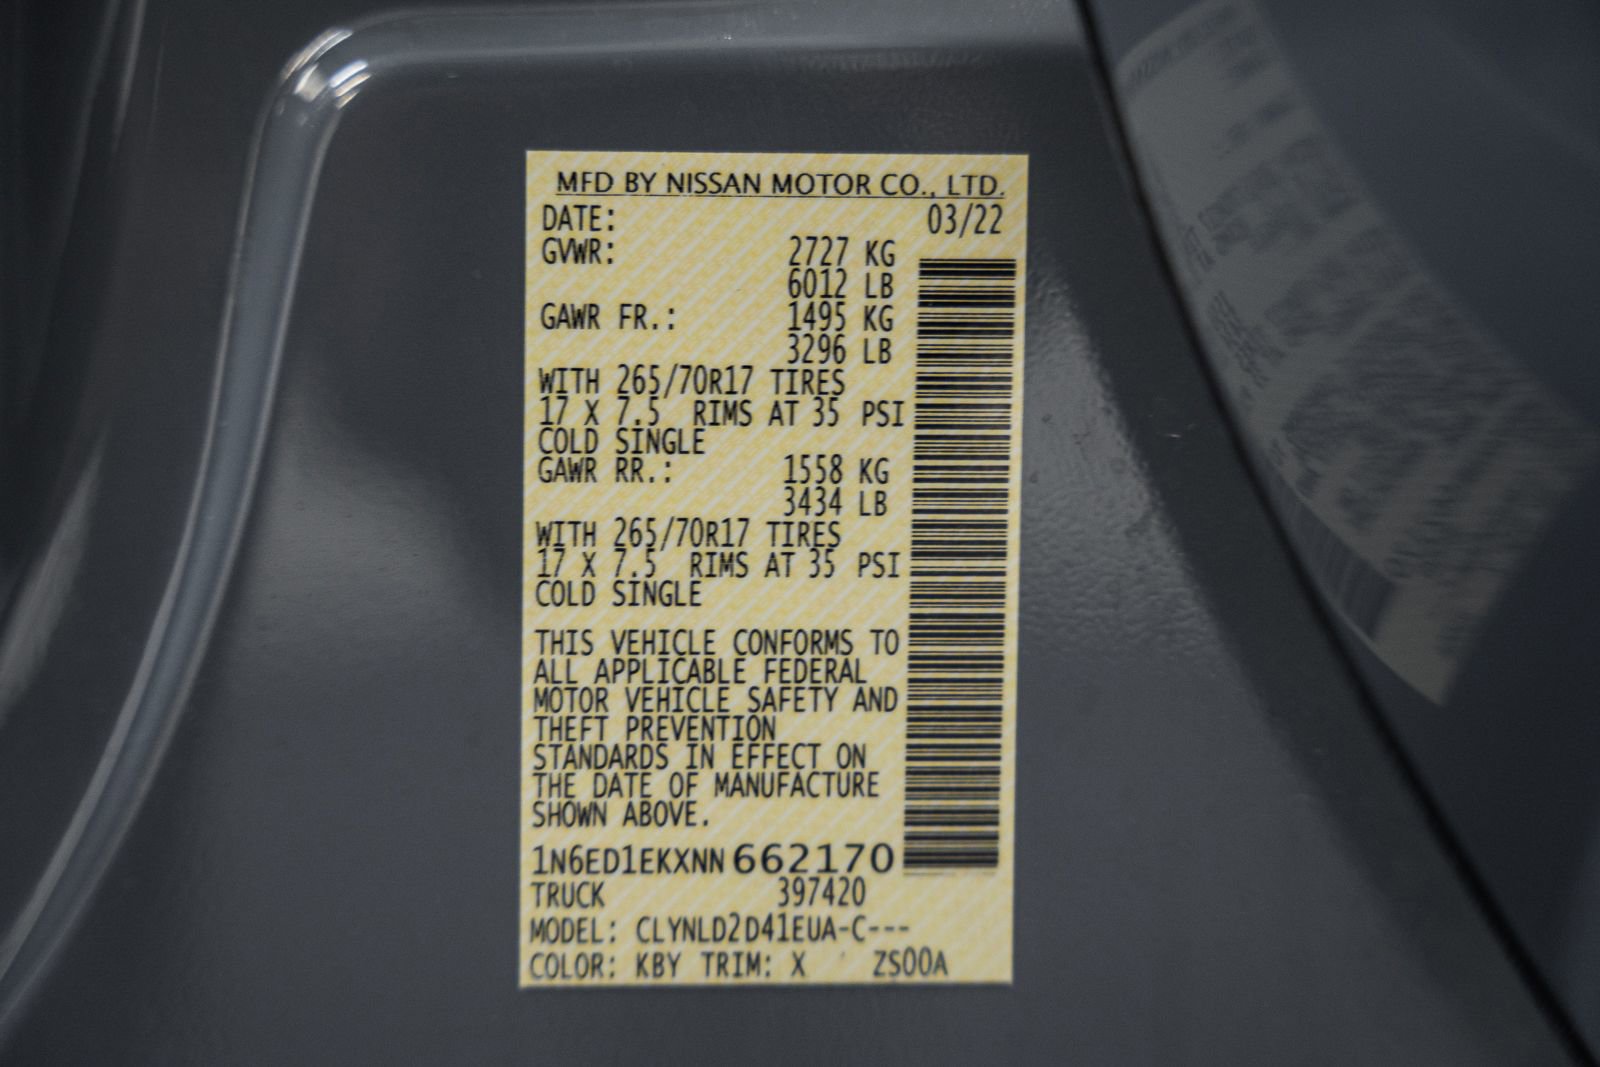 MFD BY NISSAN MOTOR CO., LTD.
DATE: 03/22
GVWR: 2727 KG
6012 LB
GAWR FR.: 1495 KG
3296 LB
WITH 265/70R17 TIRES
17 X 7.5 RIMS AT 35 PSI
COLD SINGLE
GAWR RR.: 1558 KG
3434 LB
WITH 265/70R17 TIRES
17 X 7.5 RIMS AT 35 PSI
COLD SINGLE
THIS VEHICLE CONFORMS TO
ALL APPLICABLE FEDERAL
MOTOR VEHICLE SAFETY AND
THEFT PREVENTION
STANDARDS IN EFFECT ON
THE DATE OF MANUFACTURE
SHOWN ABOVE.
1N6ED1EKXNN662170
TRUCK 397420
MODEL: CLYNLD2D41EUA-C---
COLOR: KBY TRIM: X ZS00A